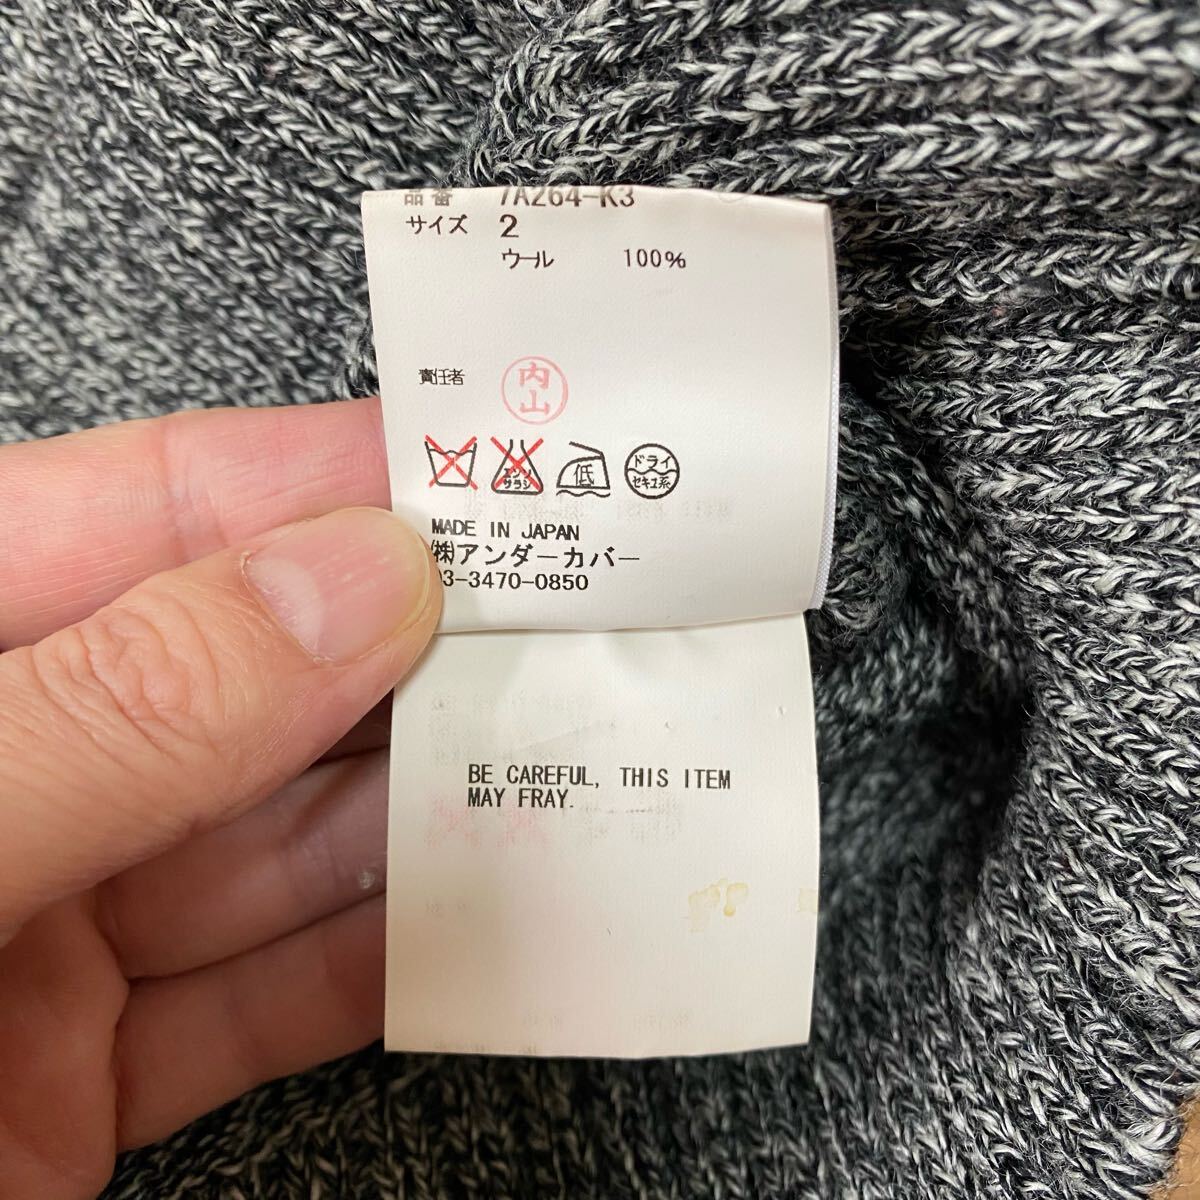 品番 7A264-K3
サイズ 2
ウール 100%
責任者 内山
エンソサラシ 低 ドライ セキユ系
MADE IN JAPAN
㈱アンダーカバー
03-3470-0850
BE CAREFUL, THIS ITEM
MAY FRAY.